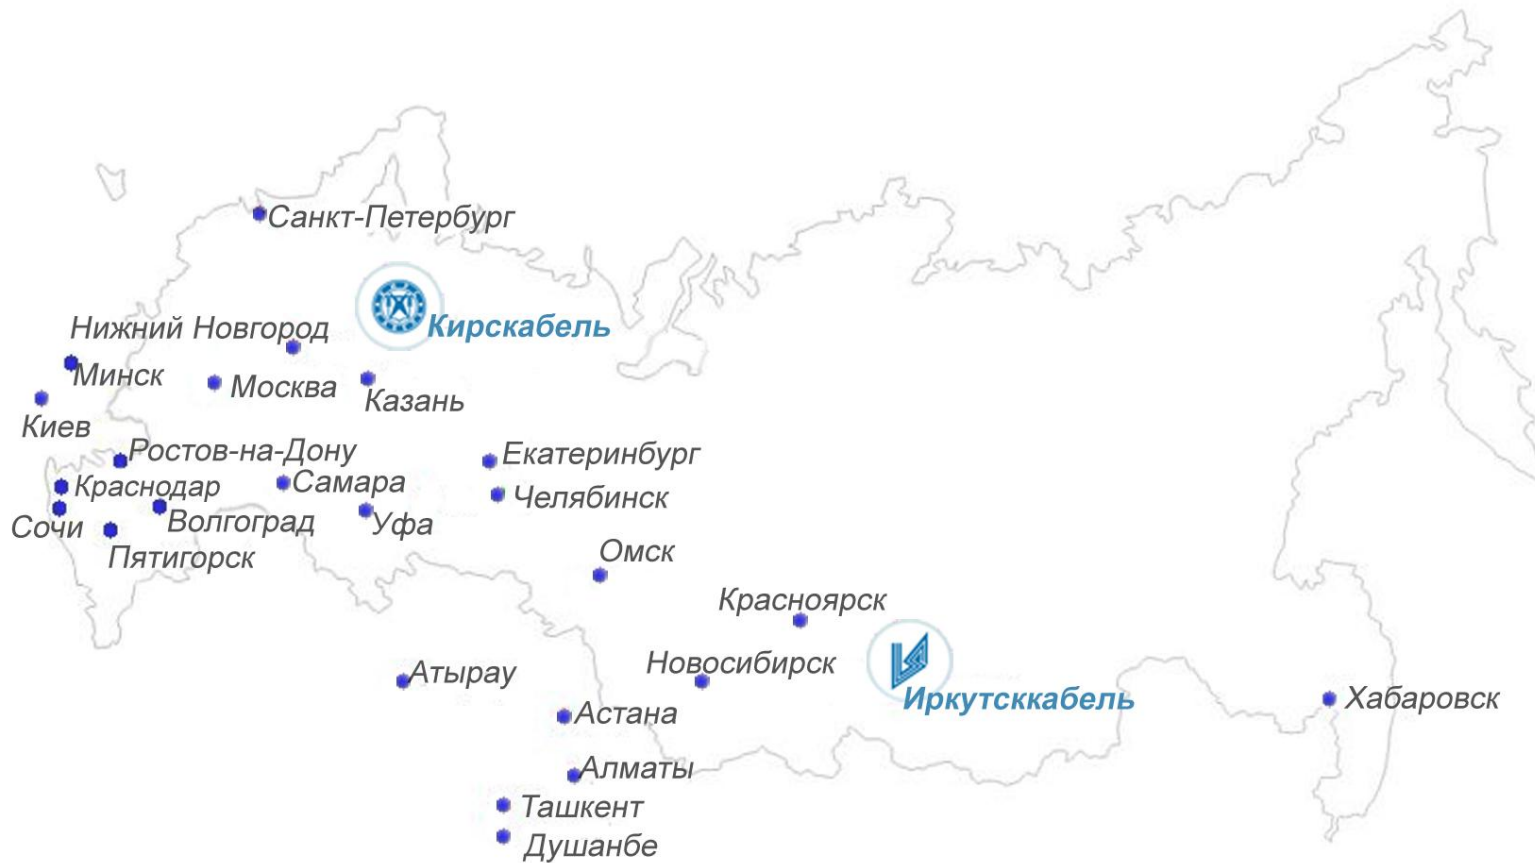 Санкт-Петербург
Кирскабель
Нижний Новгород
Минск
Москва
Казань
Киев
Ростов-на-Дону
Екатеринбург
Краснодар
Самара
Челябинск
Сочи
Волгоград
Уфа
Пятигорск
Омск
Красноярск
Новосибирск
Атырау
Иркутсккабель
Хабаровск
Астана
Алматы
Ташкент
Душанбе